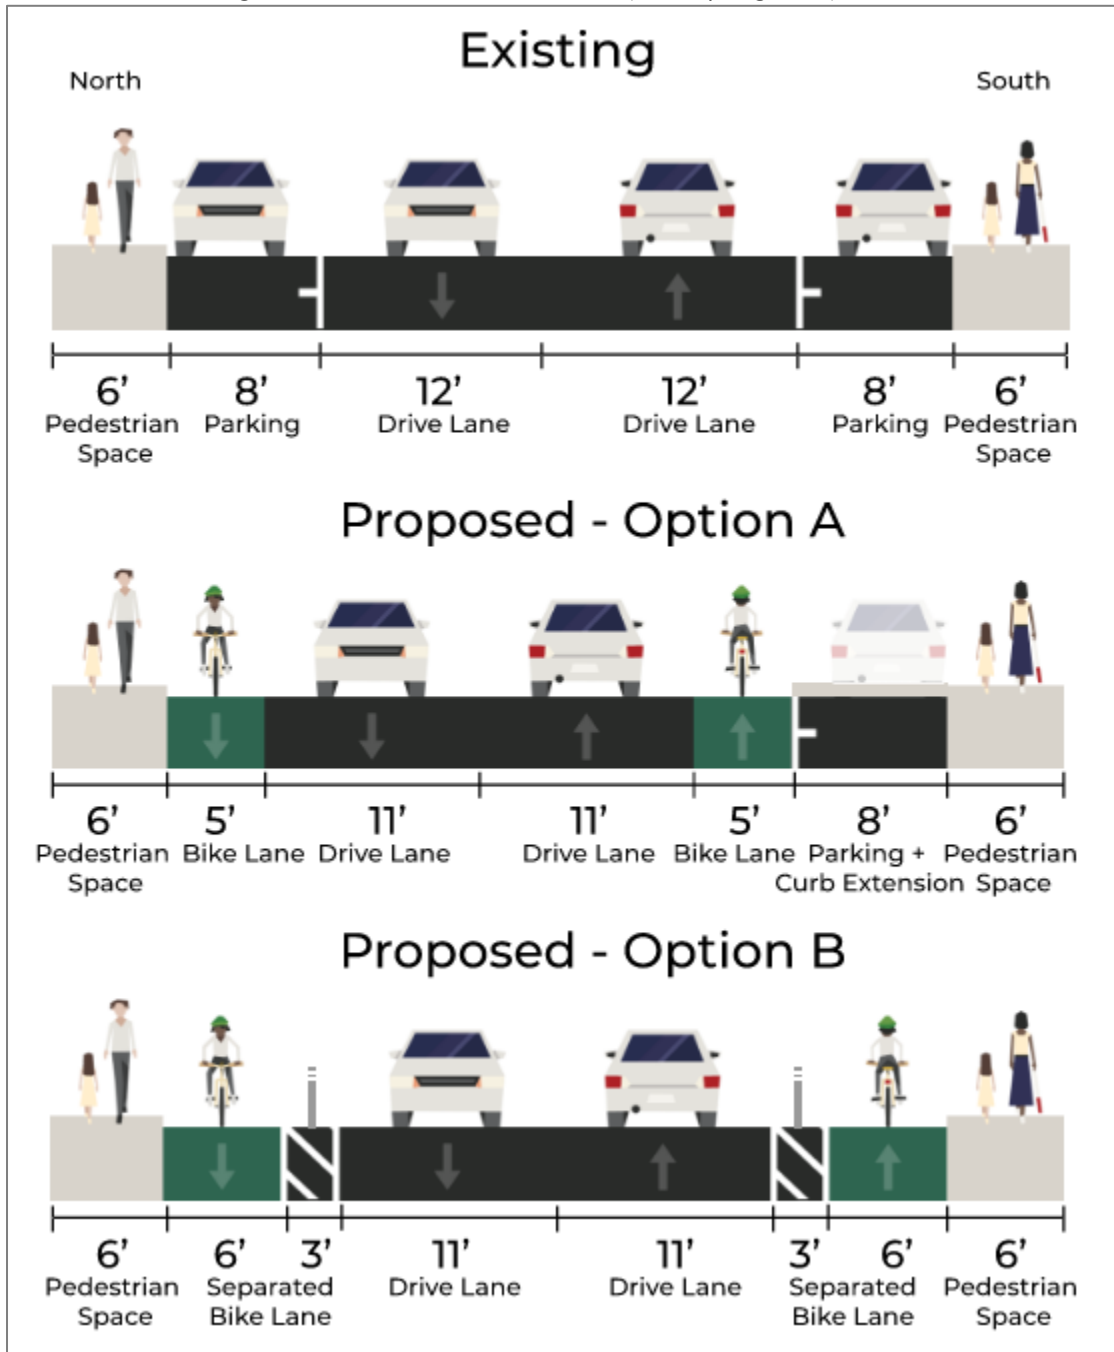 Existing
North
South
6’ 8’ 12’ 12’ 8’ 6’
Pedestrian Space Parking Drive Lane Drive Lane Parking Pedestrian Space
Proposed - Option A
6’ 5’ 11’ 11’ 5’ 8’ 6’
Pedestrian Space Bike Lane Drive Lane Drive Lane Bike Lane Parking + Curb Extension Pedestrian Space
Proposed - Option B
6’ 6’ 3’ 11’ 11’ 3’ 6’ 6’
Pedestrian Space Separated Bike Lane Drive Lane Drive Lane Separated Bike Lane Pedestrian Space